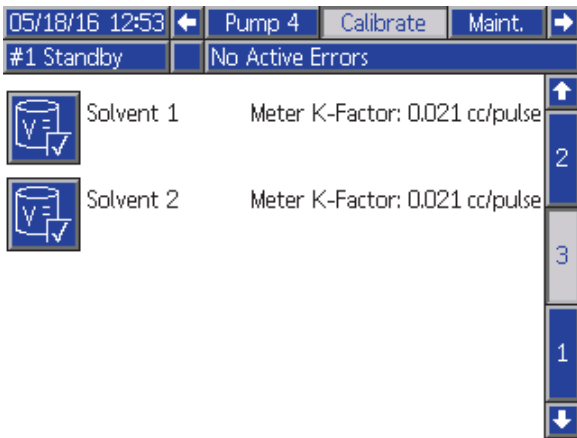 05/18/16 12:53 Pump 4 Calibrate Maint.
#1 Standby No Active Errors
Solvent 1 Meter K-Factor: 0.021 cc/pulse
2
Solvent 2 Meter K-Factor: 0.021 cc/pulse
3
1